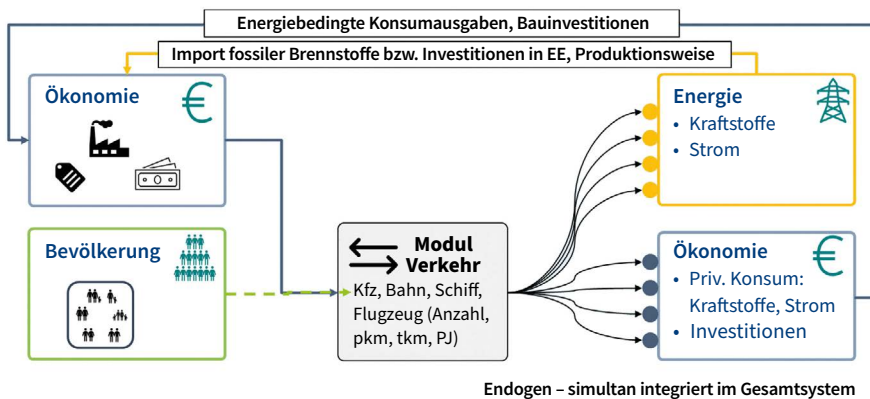 Energiebedingte Konsumausgaben, Bauinvestitionen
Import fossiler Brennstoffe bzw. Investitionen in EE, Produktionsweise
Ökonomie
Bevölkerung
Modul
Verkehr
Kfz, Bahn, Schiff,
Flugzeug (Anzahl,
pkm, tkm, PJ)
Energie
• Kraftstoffe
• Strom
Ökonomie
• Priv. Konsum:
Kraftstoffe, Strom
• Investitionen
Endogen – simultan integriert im Gesamtsystem